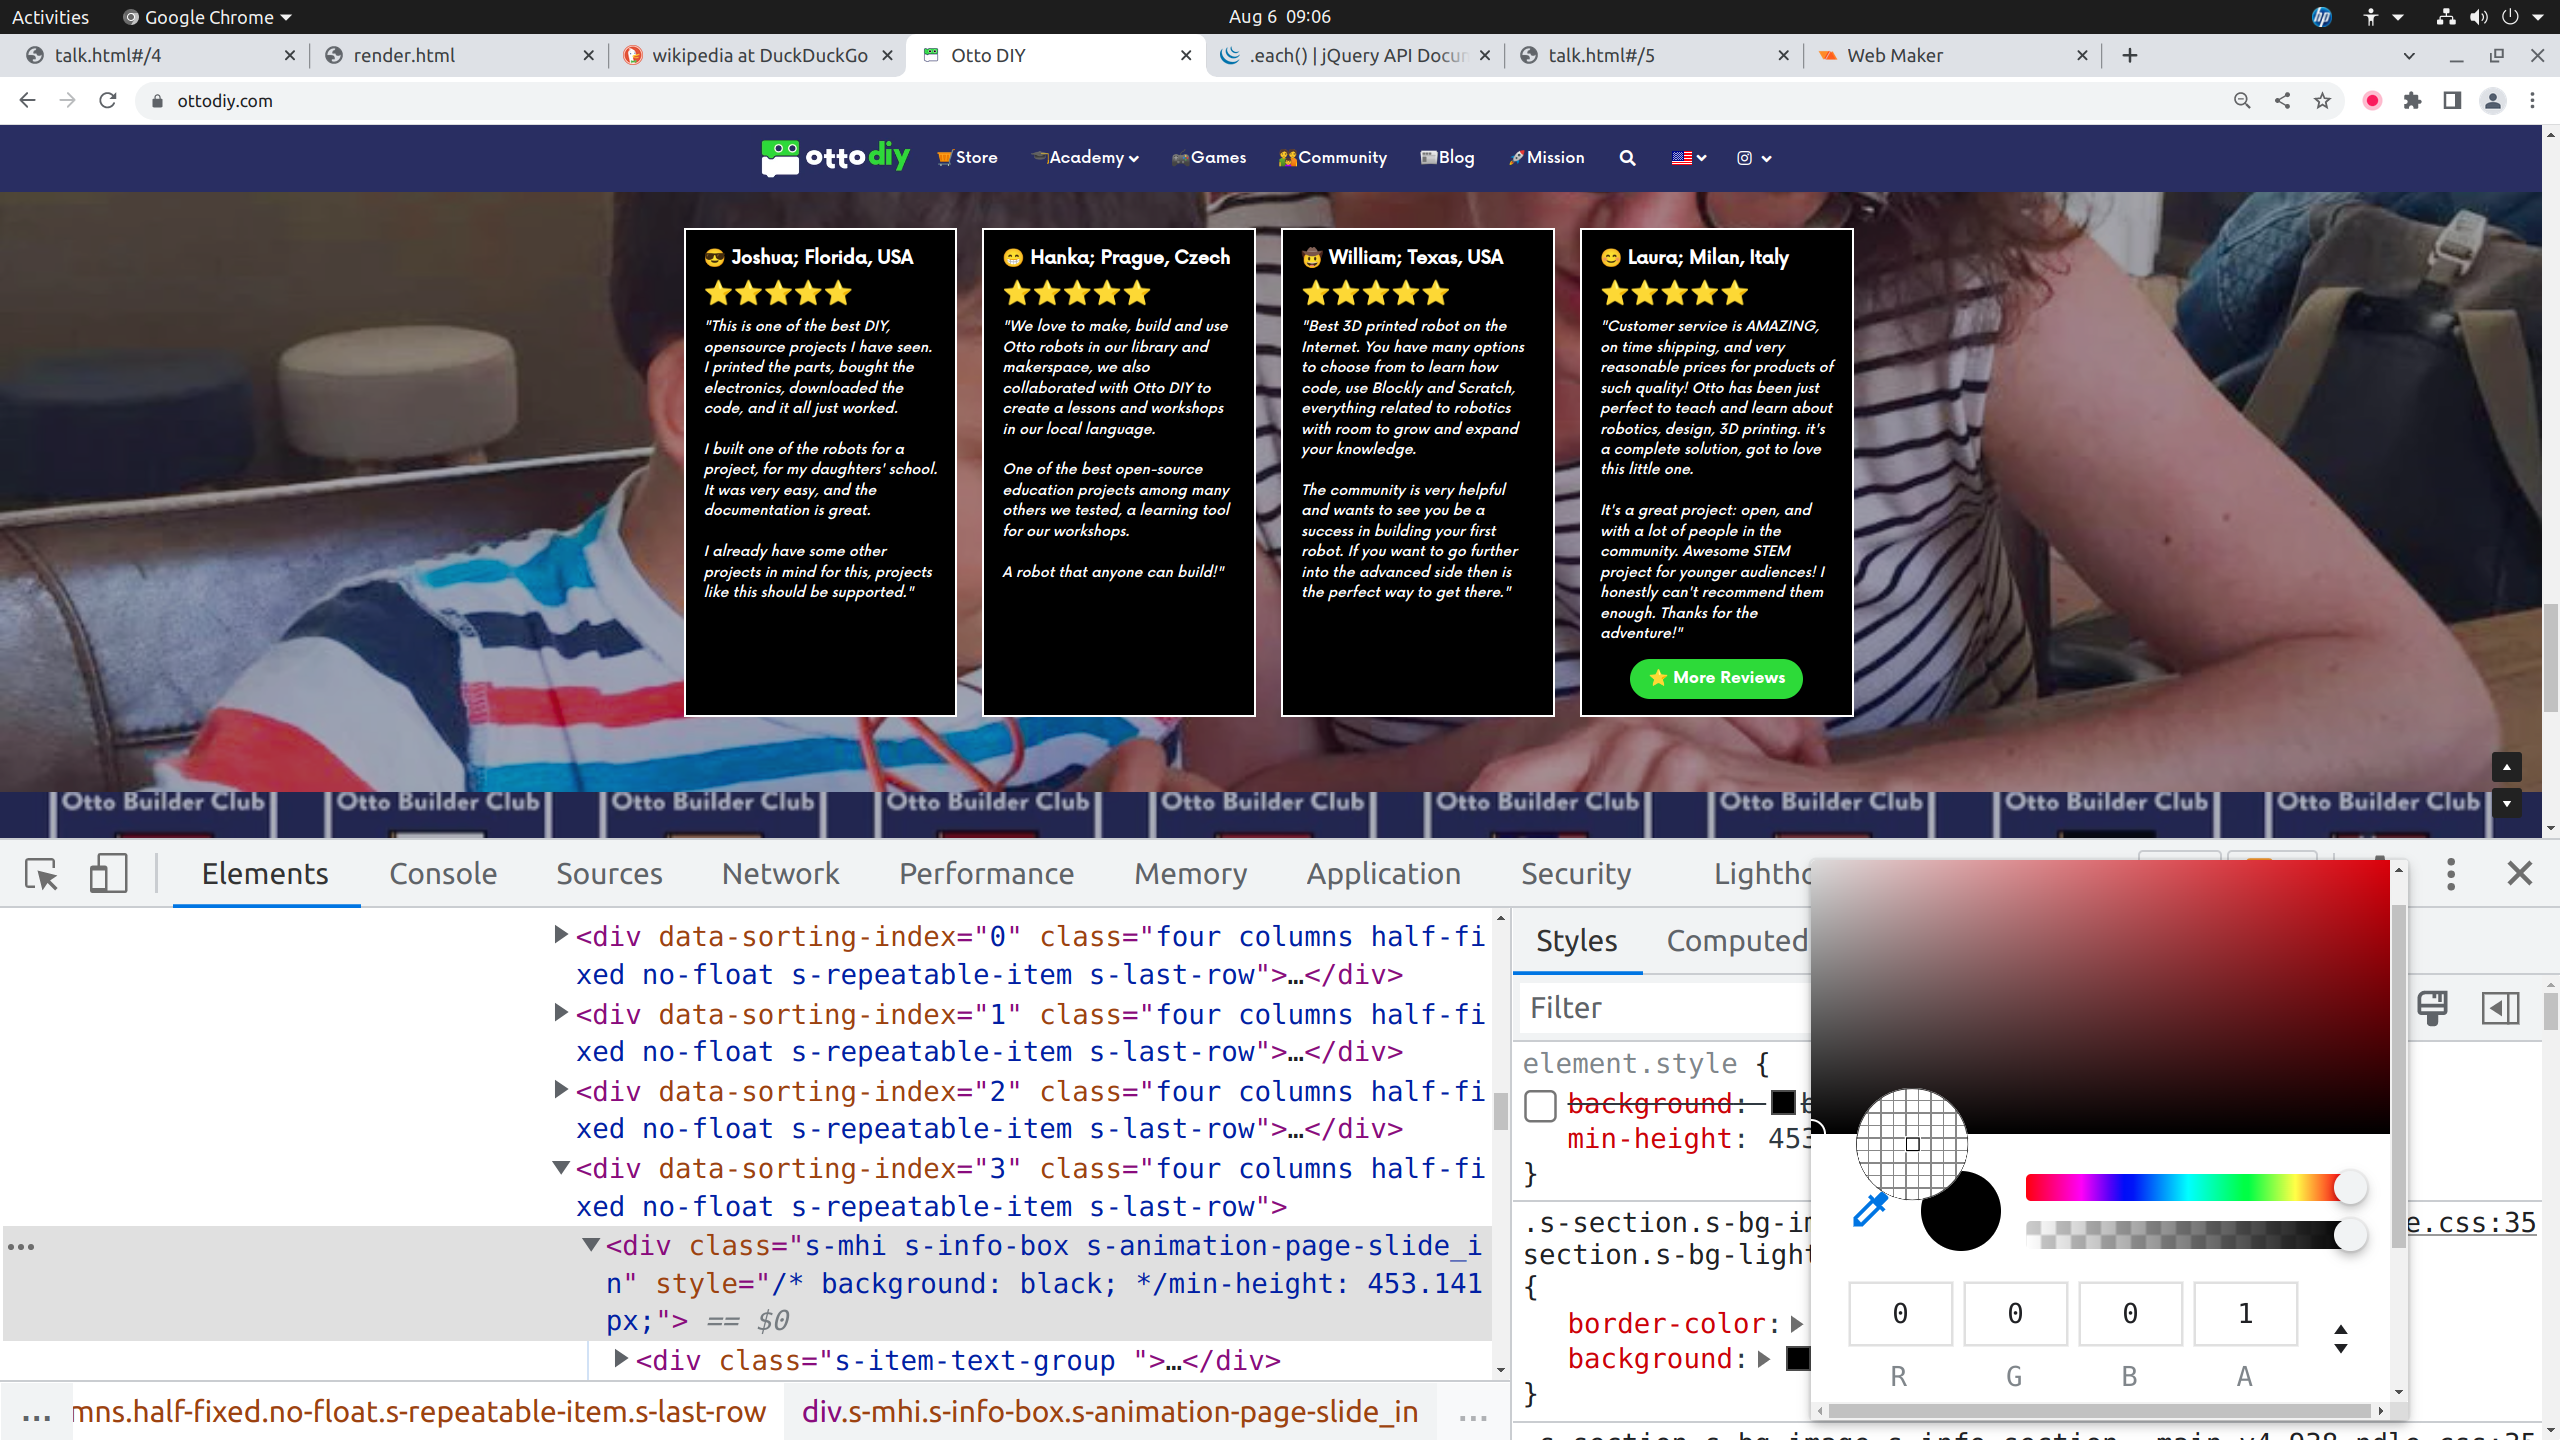 Activities
Google Chrome
Aug 6 09:06
talk.html#/4
render.html
wikipedia at DuckDuckGo
Otto DIY
.each() | jQuery API Docu
talk.html#/5
Web Maker
ottodiy.com
otto diy
Store
Academy
Games
Community
Blog
Mission
Joshua; Florida, USA
"This is one of the best DIY,
opensource projects I have seen.
I printed the parts, bought the
electronics, downloaded the
code, and it all just worked.
I built one of the robots for a
project, for my daughters' school.
It was very easy, and the
documentation is great.
I already have some other
projects in mind for this, projects
like this should be supported."
Hanka; Prague, Czech
"We love to make, build and use
Otto robots in our library and
makerspace, we also
collaborated with Otto DIY to
create a lessons and workshops
in our local language.
One of the best open-source
education projects among many
others we tested, a learning tool
for our workshops.
A robot that anyone can build!"
William; Texas, USA
"Best 3D printed robot on the
Internet. You have many options
to choose from to learn how
code, use Blockly and Scratch,
everything related to robotics
with room to grow and expand
your knowledge.
The community is very helpful
and wants to see you be a
success in building your first
robot. If you want to go further
into the advanced side then is
the perfect way to get there."
Laura; Milan, Italy
"Customer service is AMAZING,
on time shipping, and very
reasonable prices for products of
such quality! Otto has been just
perfect to teach and learn about
robotics, design, 3D printing. it's
a complete solution, got to love
this little one.
It's a great project: open, and
with a lot of people in the
community. Awesome STEM
project for younger audiences! I
honestly can't recommend them
enough. Thanks for the
adventure!"
More Reviews
Otto Builder Club Otto Builder Club Otto Builder Club Otto Builder Club Otto Builder Club Otto Builder Club Otto Builder Club Otto Builder Club Otto Builder Club
Elements
Console
Sources
Network
Performance
Memory
Application
Security
Lighthc
<div data-sorting-index="0" class="four columns half-fi
xed no-float s-repeatable-item s-last-row">…</div>
<div data-sorting-index="1" class="four columns half-fi
xed no-float s-repeatable-item s-last-row">…</div>
<div data-sorting-index="2" class="four columns half-fi
xed no-float s-repeatable-item s-last-row">…</div>
<div data-sorting-index="3" class="four columns half-fi
xed no-float s-repeatable-item s-last-row">
<div class="s-mhi s-info-box s-animation-page-slide_i
n" style="/* background: black; */min-height: 453.141
px;"> == $0
<div class="s-item-text-group ">…</div>
... mns.half-fixed.no-float.s-repeatable-item.s-last-row
div.s-mhi.s-info-box.s-animation-page-slide_in
...
Styles
Computed
Filter
element.style {
background:
min-height: 453
}
.s-section.s-bg-im
section.s-bg-light
{
e.css:35
border-color:
background:
}
0
0
0
1
R
G
B
A